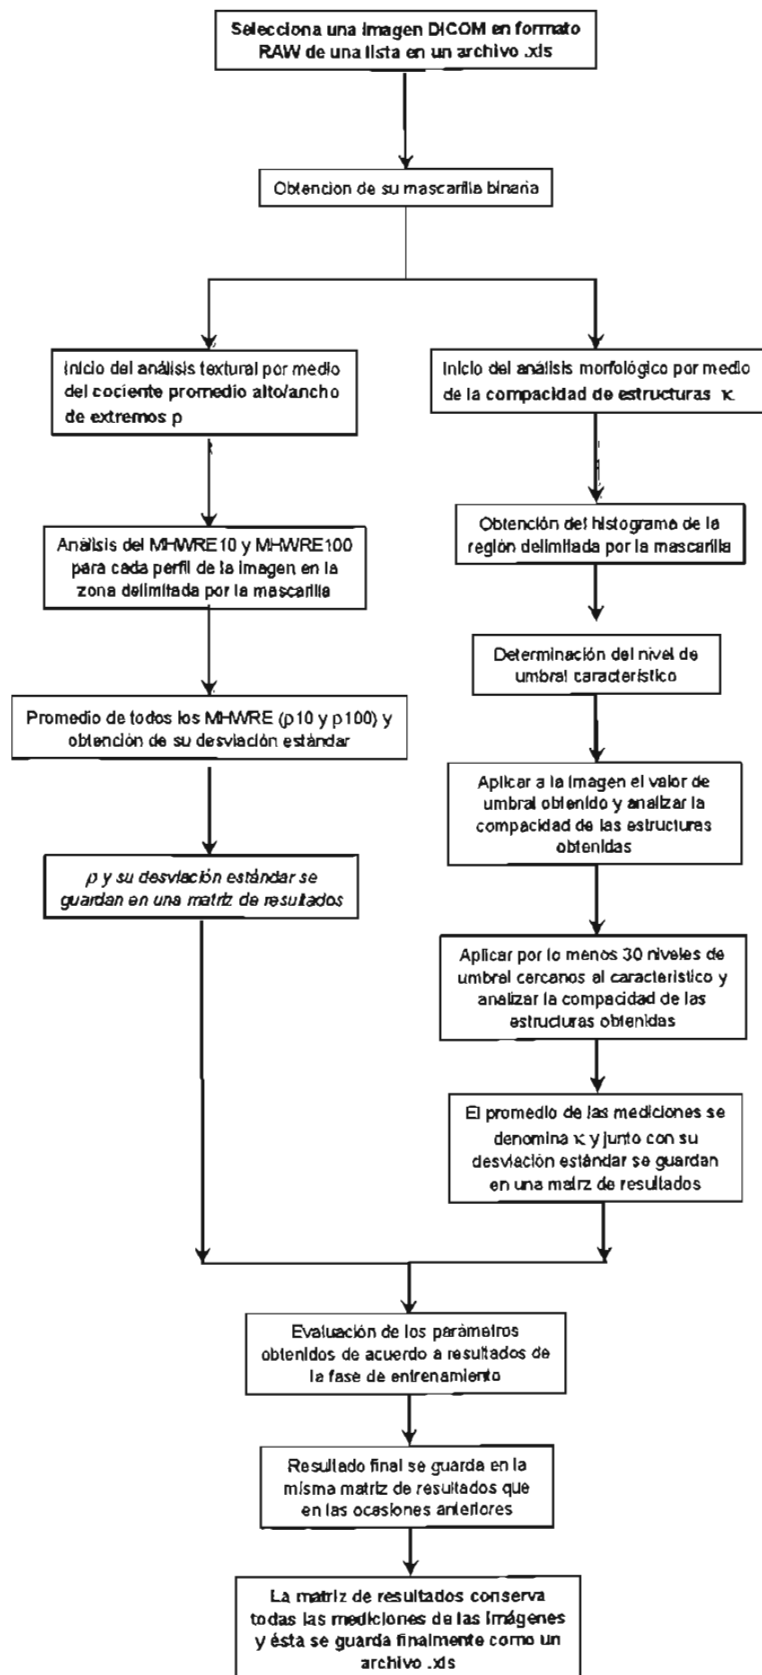 Selecciona una imagen DICOM en formato
RAW de una lista en un archivo .xls
Obtención de su mascarilla binaria
Inicio del análisis textural por medio
del cociente promedio alto/ancho
de extremos ρ
Análisis del MHWRE10 y MHWRE100
para cada perfil de la imagen en la
zona delimitada por la mascarilla
Promedio de todos los MHWRE (ρ10 y ρ100) y
obtención de su desviación estándar
ρ y su desviación estándar se
guardan en una matriz de resultados
Inicio del análisis morfológico por medio
de la compacidad de estructuras κ
Obtención del histograma de la
región delimitada por la mascarilla
Determinación del nivel de
umbral característico
Aplicar a la imagen el valor de
umbral obtenido y analizar la
compacidad de las estructuras
obtenidas
Aplicar por lo menos 30 niveles de
umbral cercanos al característico y
analizar la compacidad de las
estructuras obtenidas
El promedio de las mediciones se
denomina κ y junto con su
desviación estándar se guardan
en una matriz de resultados
Evaluación de los parámetros
obtenidos de acuerdo a resultados de
la fase de entrenamiento
Resultado final se guarda en la
misma matriz de resultados que
en las ocasiones anteriores
La matriz de resultados conserva
todas las mediciones de las imágenes
y ésta se guarda finalmente como un
archivo .xls